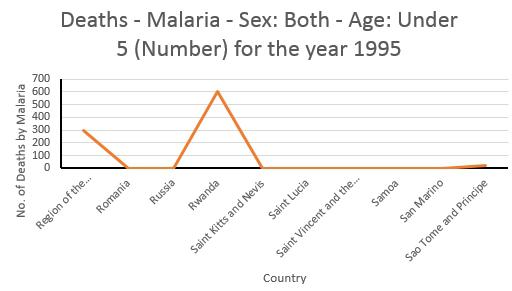 Deaths - Malaria - Sex: Both - Age: Under
5 (Number) for the year 1995
No. of Deaths by Malaria
700
600
500
400
300
200
100
0
Region of the...
Romania
Russia
Rwanda
Saint Kitts and Nevis
Saint Lucia
Saint Vincent and the...
Samoa
San Marino
Sao Tome and Principe
Country